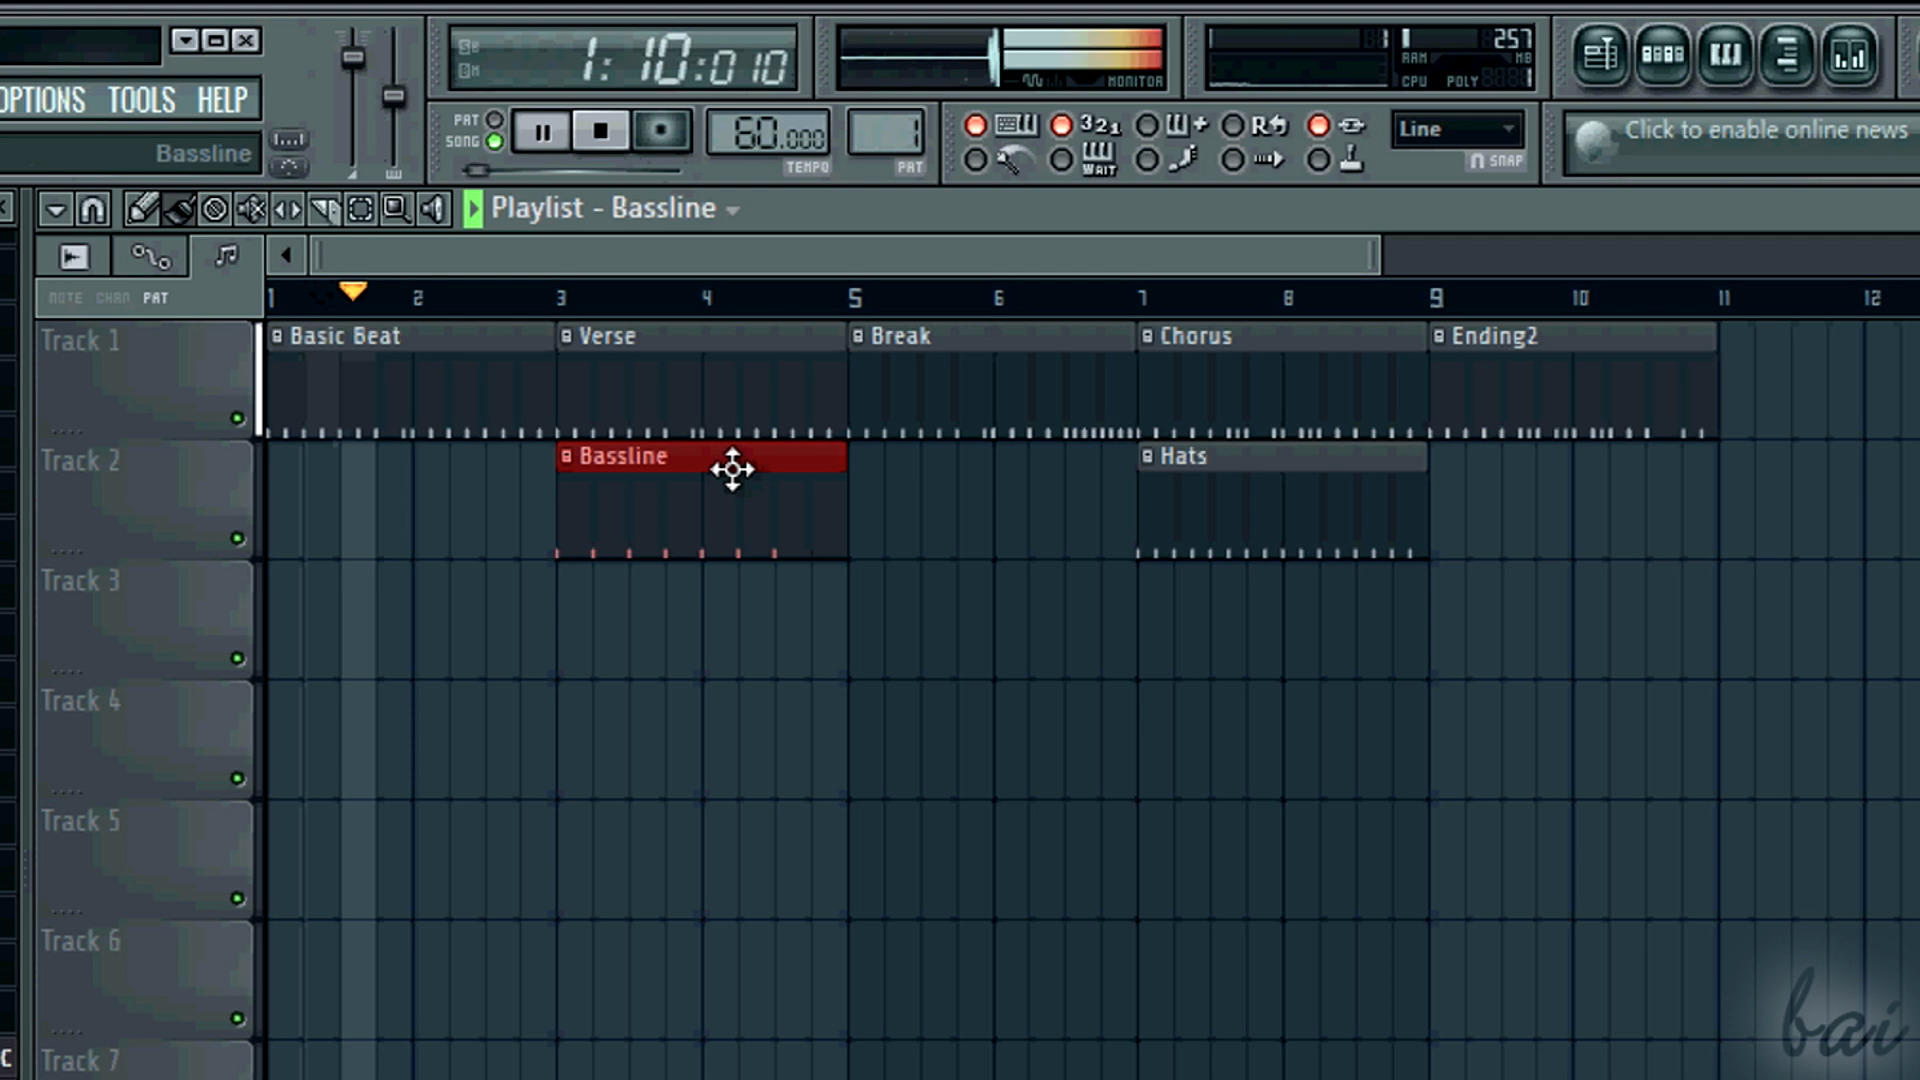 1:10:010
MONITOR
257
RAM
MB
CPU
POLY
OPTIONS TOOLS HELP
PAT
SONG
60.000
TEMPO
1
PAT
321
WAIT
R
Line
SNAP
Click to enable online news
Bassline
Playlist - Bassline
NOTE CHAN PAT
1 2 3 4 5 6 7 8 9 10 11 12
Track 1
Basic Beat
Verse
Break
Chorus
Ending2
Track 2
Bassline
Hats
Track 3
Track 4
Track 5
Track 6
Track 7
C
bai